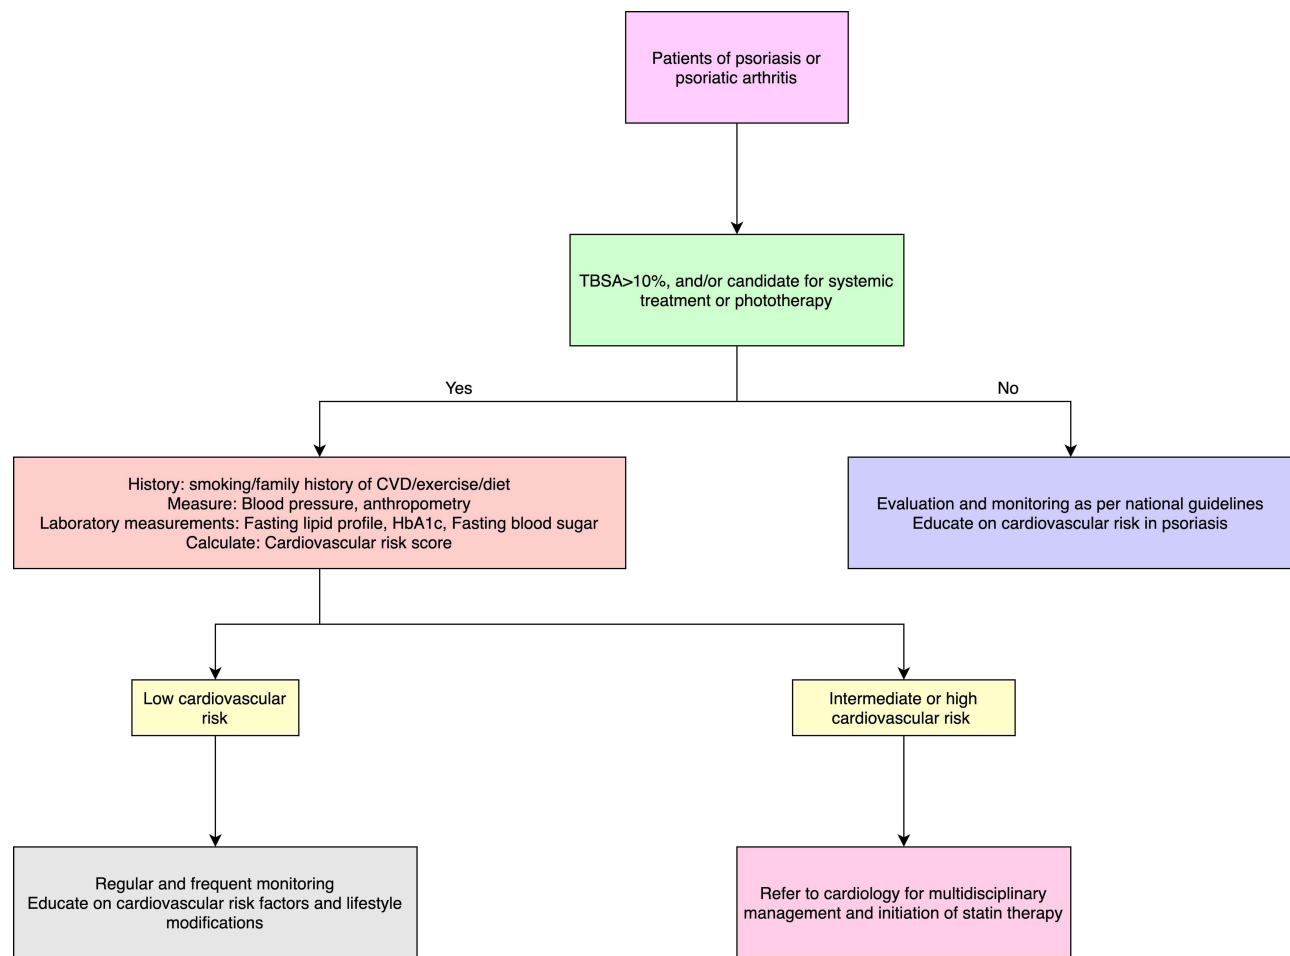 Patients of psoriasis or
psoriatic arthritis
TBSA>10%, and/or candidate for systemic
treatment or phototherapy
Yes
No
History: smoking/family history of CVD/exercise/diet
Measure: Blood pressure, anthropometry
Laboratory measurements: Fasting lipid profile, HbA1c, Fasting blood sugar
Calculate: Cardiovascular risk score
Evaluation and monitoring as per national guidelines
Educate on cardiovascular risk in psoriasis
Low cardiovascular
risk
Intermediate or high
cardiovascular risk
Regular and frequent monitoring
Educate on cardiovascular risk factors and lifestyle
modifications
Refer to cardiology for multidisciplinary
management and initiation of statin therapy